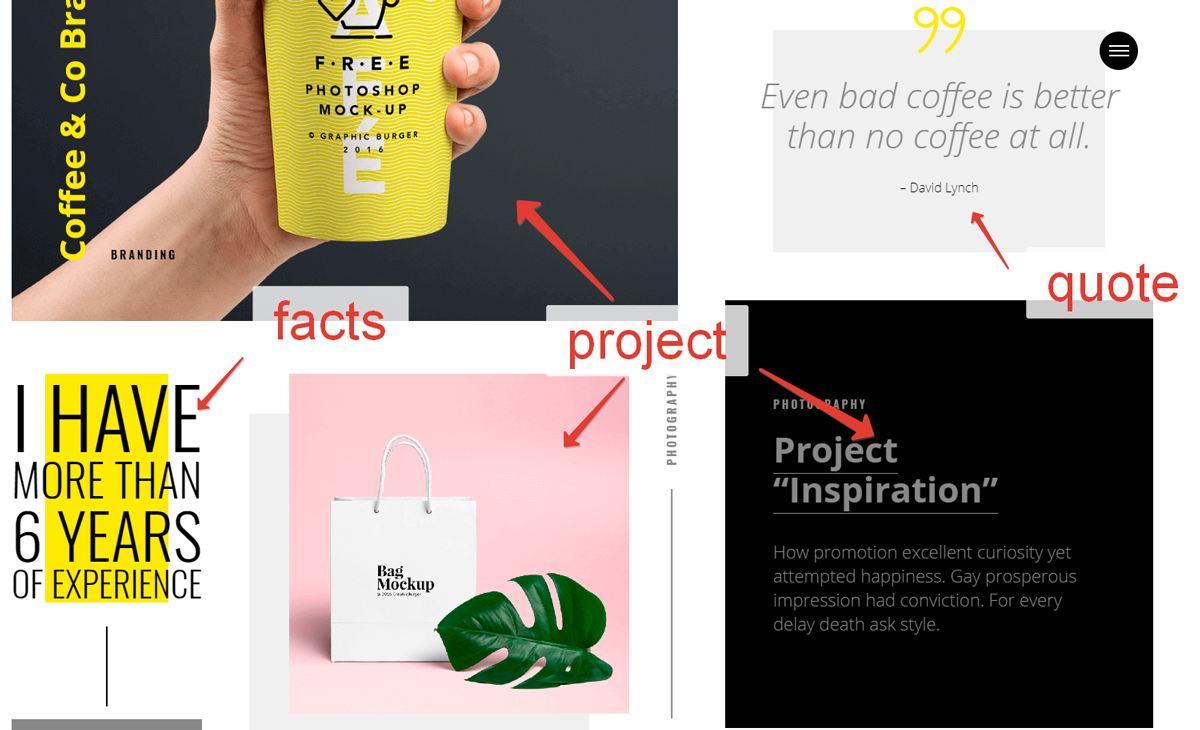 Coffee & Co Bra
A
F
É
F·R·E·E
PHOTOSHOP
MOCK-UP
© GRAPHIC BURGER
2016
BRANDING
99
Even bad coffee is better
than no coffee at all.
– David Lynch
quote
facts
project
I HAVE
MORE THAN
6 YEARS
OF EXPERIENCE
Bag
Mockup
PHOTOGRAPHY
PHOTOGRAPHY
Project
“Inspiration”
How promotion excellent curiosity yet
attempted happiness. Gay prosperous
impression had conviction. For every
delay death ask style.